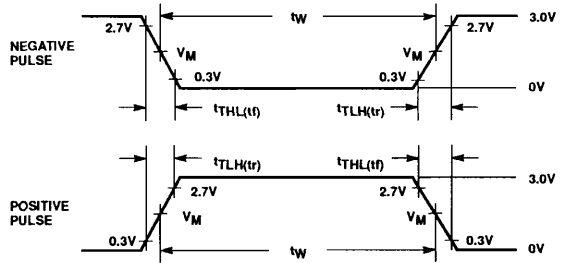 tW
3.0V
2.7V
2.7V
NEGATIVE
PULSE
VM
VM
0.3V
0.3V
0V
tTHL(tf)
tTLH(tr)
tTLH(tr)
tTHL(tf)
3.0V
2.7V
2.7V
POSITIVE
PULSE
VM
VM
0.3V
0.3V
0V
tW